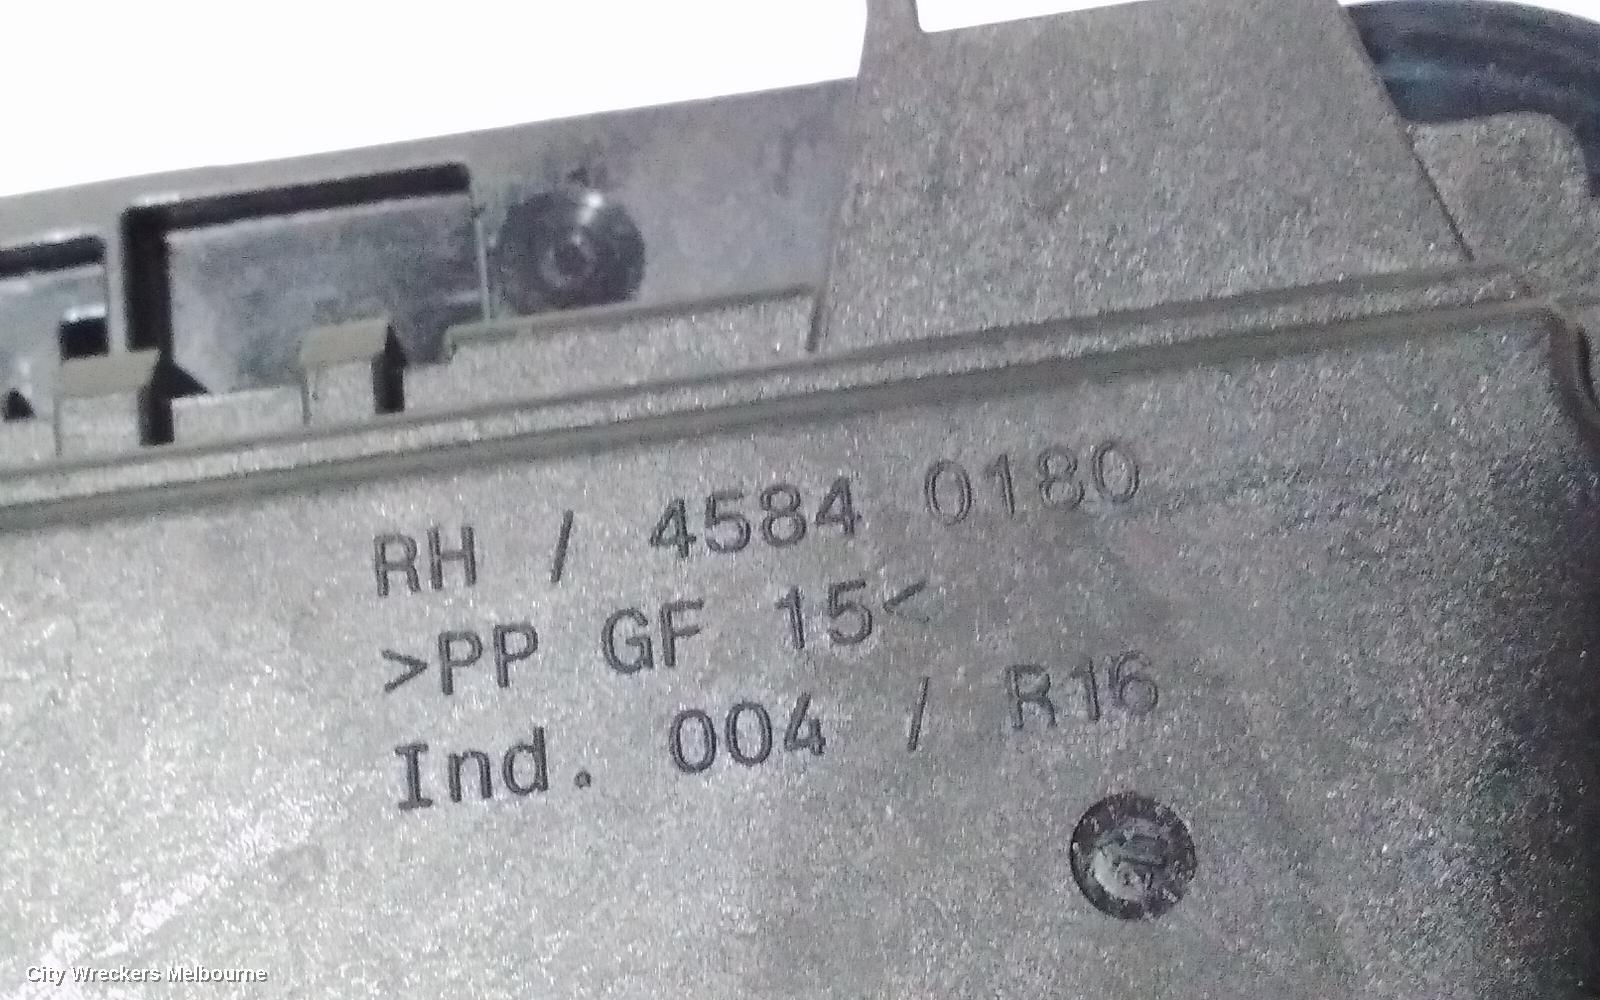 RH / 4584 0180
>PP GF 15<
Ind. 004 / R16
City Wreckers Melbourne